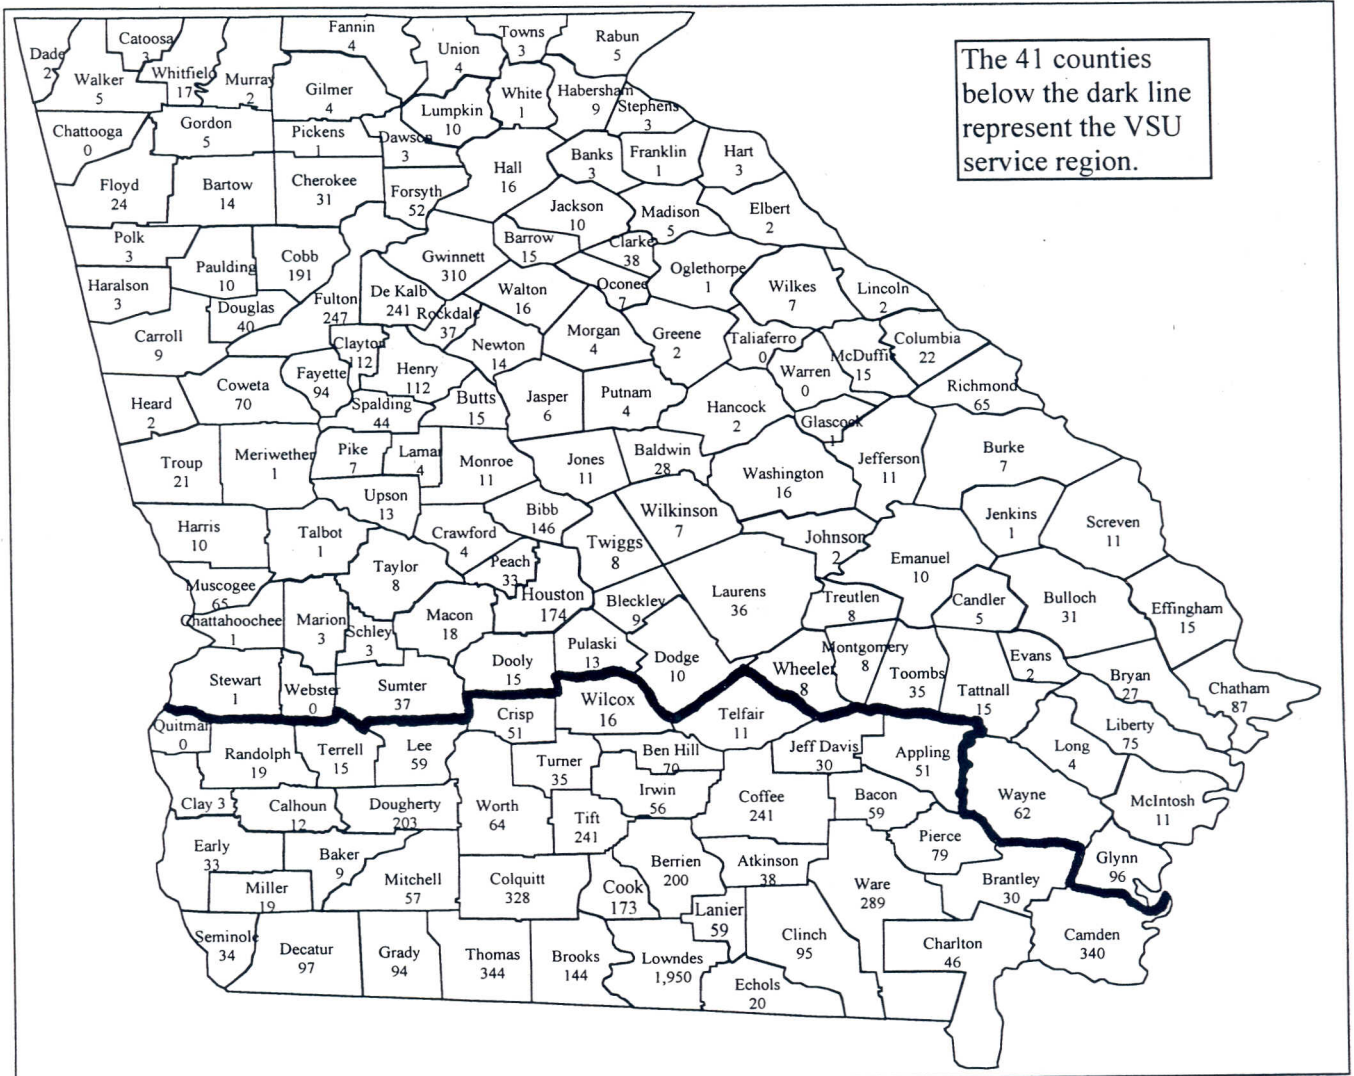 The 41 counties
below the dark line
represent the VSU
service region.
Dade
2
Walker
5
Catoosa
3
Whitfield
17
Murray
2
Fannin
4
Gilmer
4
Union
4
Towns
3
Rabun
5
Lumpkin
10
White
1
Habersham
9
Stephens
3
Chattooga
0
Gordon
5
Pickens
1
Dawson
3
Hall
16
Banks
3
Franklin
1
Hart
3
Floyd
24
Bartow
14
Cherokee
31
Forsyth
52
Jackson
10
Madison
5
Elbert
2
Polk
3
Paulding
10
Cobb
191
Gwinnett
310
Barrow
15
Clarke
38
Oglethorpe
1
Wilkes
7
Lincoln
2
Haralson
3
Douglas
40
Fulton
247
De Kalb
241
Rockdale
37
Walton
16
Oconee
7
Morgan
4
Greene
2
Taliaferro
0
McDuffie
15
Columbia
22
Carroll
9
Clayton
112
Henry
112
Newton
14
Warren
0
Richmond
65
Heard
2
Coweta
70
Fayette
94
Spalding
44
Butts
15
Jasper
6
Putnam
4
Hancock
2
Glascock
1
Troup
21
Meriwether
1
Pike
7
Lamar
4
Monroe
11
Jones
11
Baldwin
28
Washington
16
Jefferson
11
Burke
7
Upson
13
Harris
10
Talbot
1
Crawford
4
Bibb
146
Twiggs
8
Wilkinson
7
Johnson
2
Jenkins
1
Screven
11
Emanuel
10
Muscogee
65
Taylor
8
Peach
33
Houston
174
Bleckley
9
Laurens
36
Treutlen
8
Candler
5
Bulloch
31
Effingham
15
Chattahoochee
1
Marion
3
Schley
3
Macon
18
Dooly
15
Pulaski
13
Dodge
10
Wheeler
8
Montgomery
8
Toombs
35
Tattnall
15
Evans
2
Bryan
27
Chatham
87
Stewart
1
Webster
0
Sumter
37
Crisp
51
Wilcox
16
Telfair
11
Liberty
75
Long
4
Quitman
0
Randolph
19
Terrell
15
Lee
59
Turner
35
Ben Hill
70
Jeff Davis
30
Appling
51
Wayne
62
McIntosh
11
Clay 3
Calhoun
12
Dougherty
203
Worth
64
Tift
241
Irwin
56
Coffee
241
Bacon
59
Pierce
79
Glynn
96
Early
33
Baker
9
Miller
19
Mitchell
57
Colquitt
328
Cook
173
Berrien
200
Atkinson
38
Ware
289
Brantley
30
Lanier
59
Seminole
34
Decatur
97
Grady
94
Thomas
344
Brooks
144
Lowndes
1,950
Echols
20
Clinch
95
Charlton
46
Camden
340